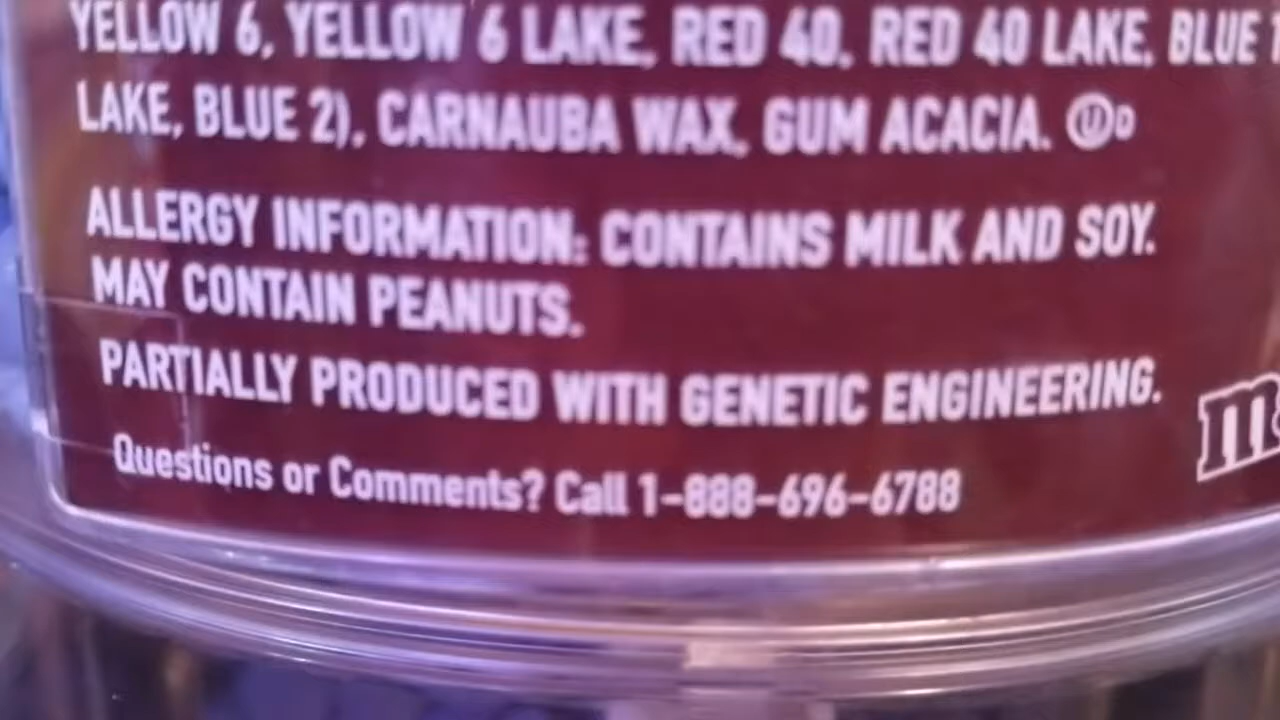 YELLOW 6, YELLOW 6 LAKE, RED 40, RED 40 LAKE, BLUE 1
LAKE, BLUE 2), CARNAUBA WAX, GUM ACACIA. ⓊD
ALLERGY INFORMATION: CONTAINS MILK AND SOY.
MAY CONTAIN PEANUTS.
PARTIALLY PRODUCED WITH GENETIC ENGINEERING.
m
Questions or Comments? Call 1-888-696-6788